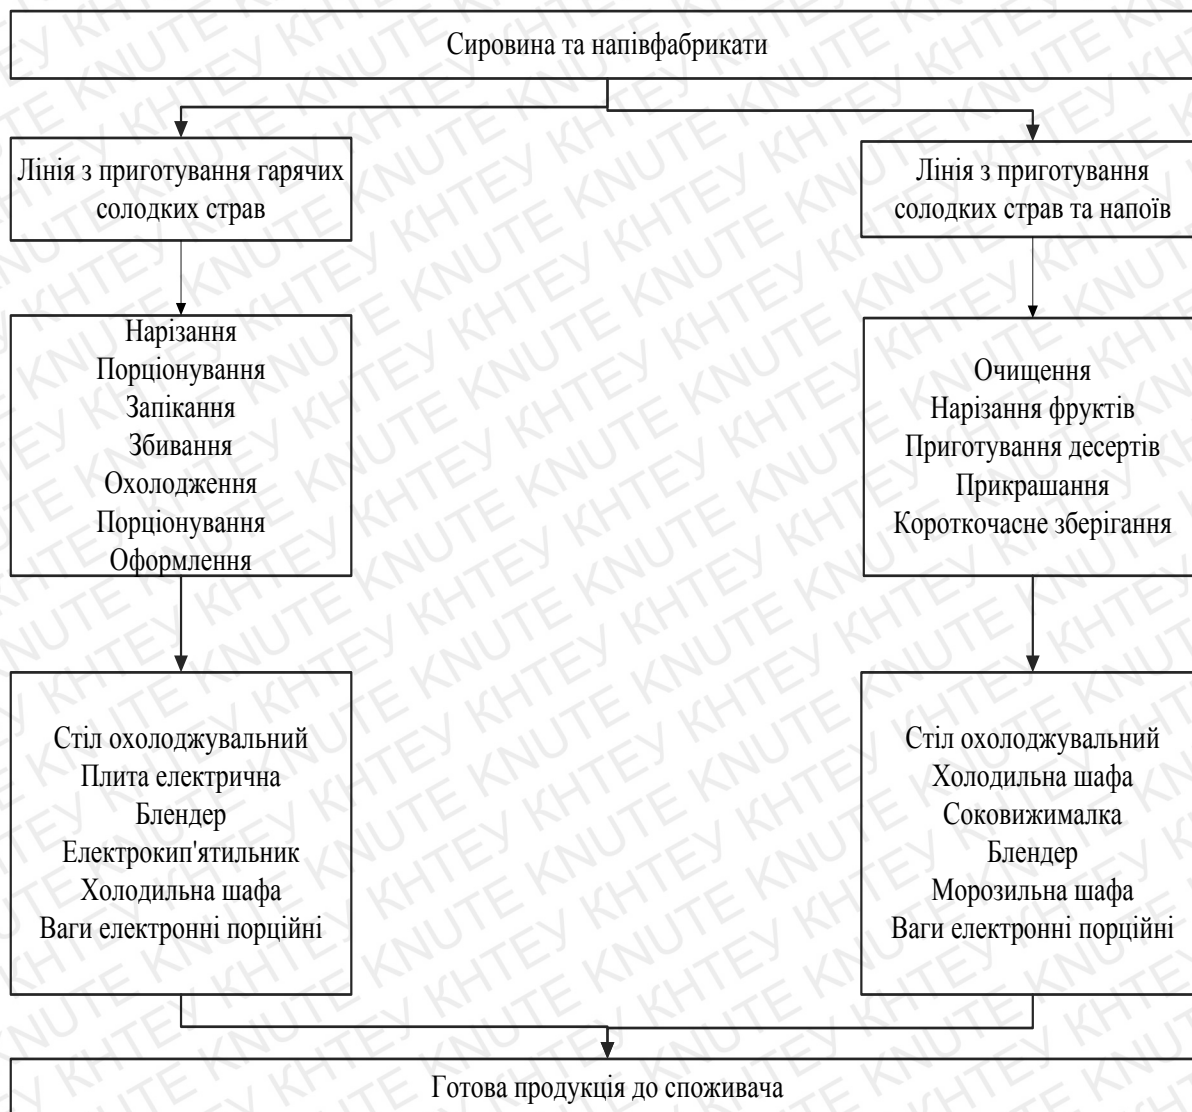 Сировина та напівфабрикати
Лінія з приготування гарячих
солодких страв
Лінія з приготування
солодких страв та напоїв
Нарізання
Порціонування
Запікання
Збивання
Охолодження
Порціонування
Оформлення
Очищення
Нарізання фруктів
Приготування десертів
Прикрашання
Короткочасне зберігання
Стіл охолоджувальний
Плита електрична
Блендер
Електрокип'ятильник
Холодильна шафа
Ваги електронні порційні
Стіл охолоджувальний
Холодильна шафа
Соковижималка
Блендер
Морозильна шафа
Ваги електронні порційні
Готова продукція до споживача